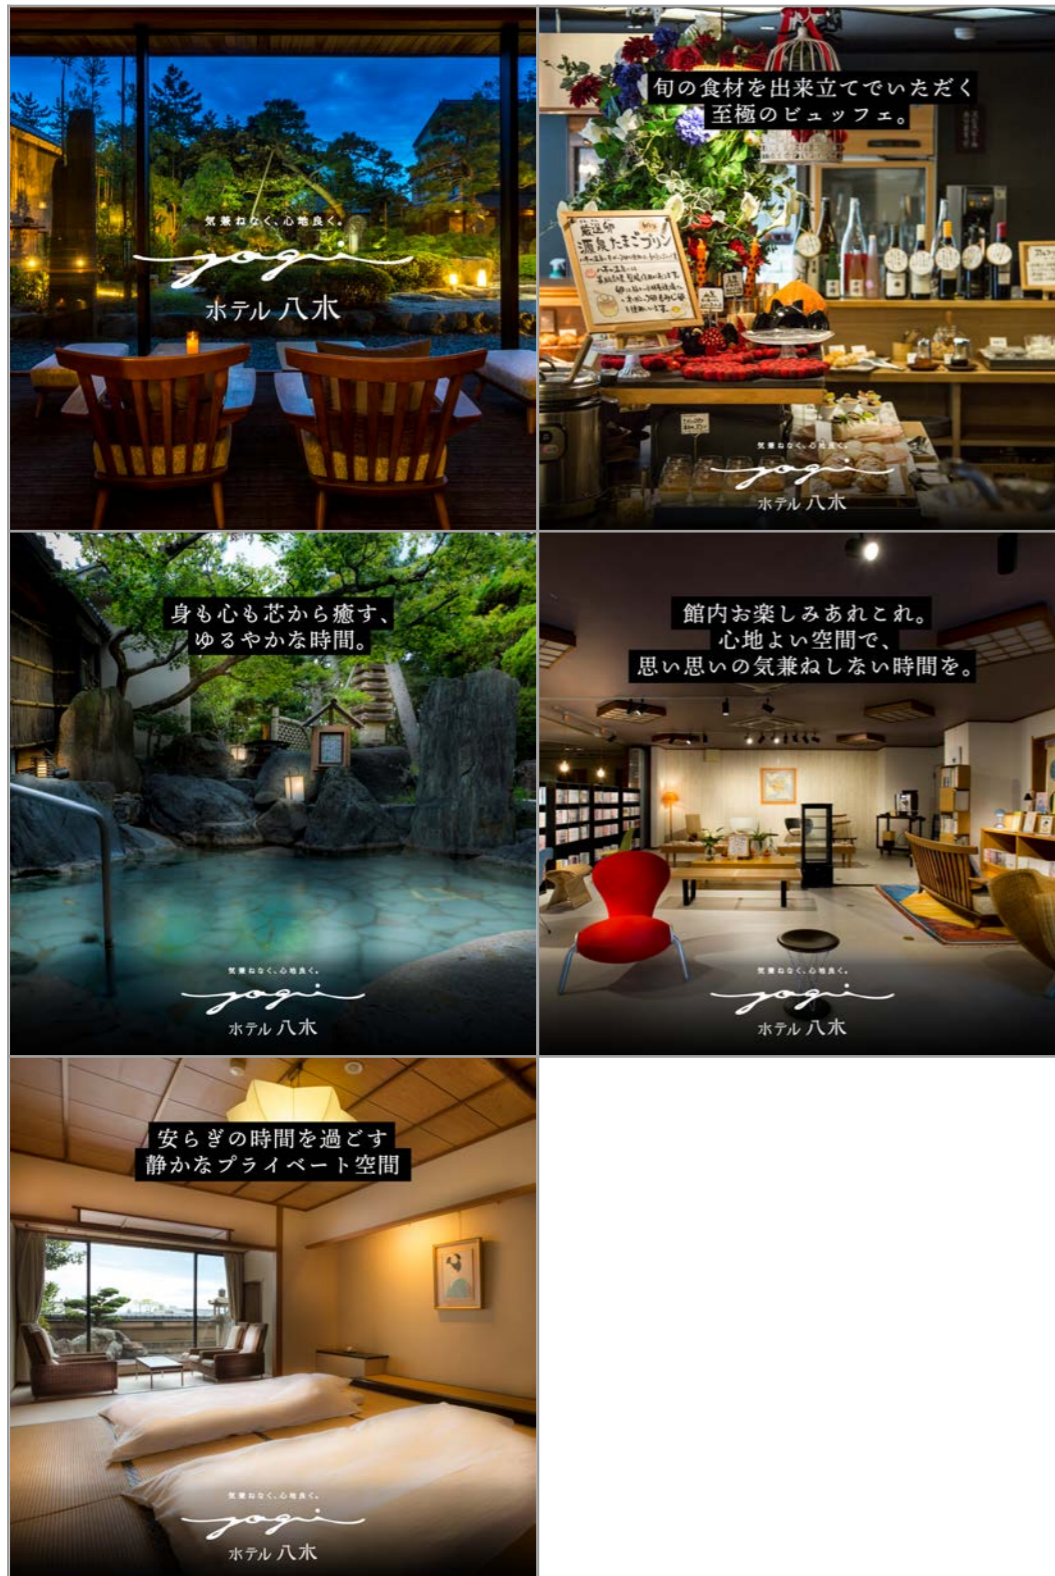 気兼ねなく、心地良く。
yagi
ホテル 八木
旬の食材を出来立てでいただく
至極のビュッフェ。
厳選卵
源泉たまごプリン
気兼ねなく、心地良く。
yagi
ホテル 八木
身も心も芯から癒す、
ゆるやかな時間。
気兼ねなく、心地良く。
yagi
ホテル 八木
館内お楽しみあれこれ。
心地よい空間で、
思い思いの気兼ねしない時間を。
気兼ねなく、心地良く。
yagi
ホテル 八木
安らぎの時間を過ごす
静かなプライベート空間
気兼ねなく、心地良く。
yagi
ホテル 八木